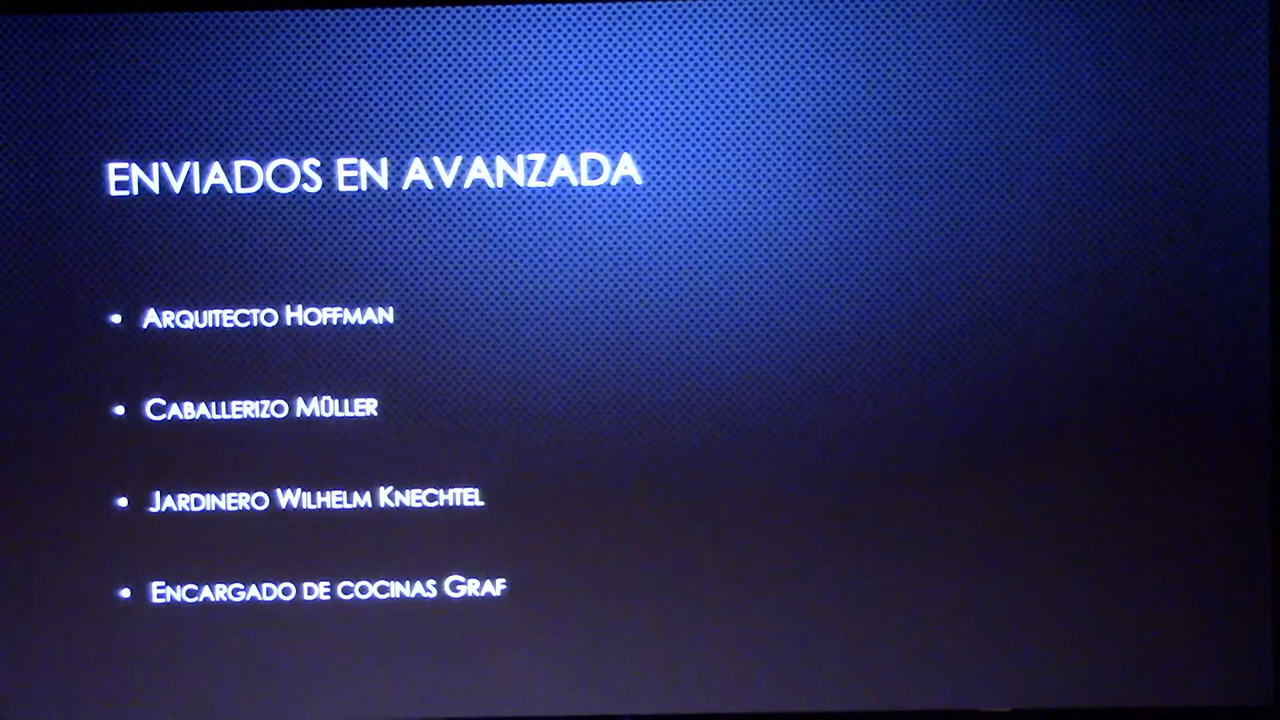 ENVIADOS EN AVANZADA
• ARQUITECTO HOFFMAN
• CABALLERIZO MÜLLER
• JARDINERO WILHELM KNECHTEL
• ENCARGADO DE COCINAS GRAF